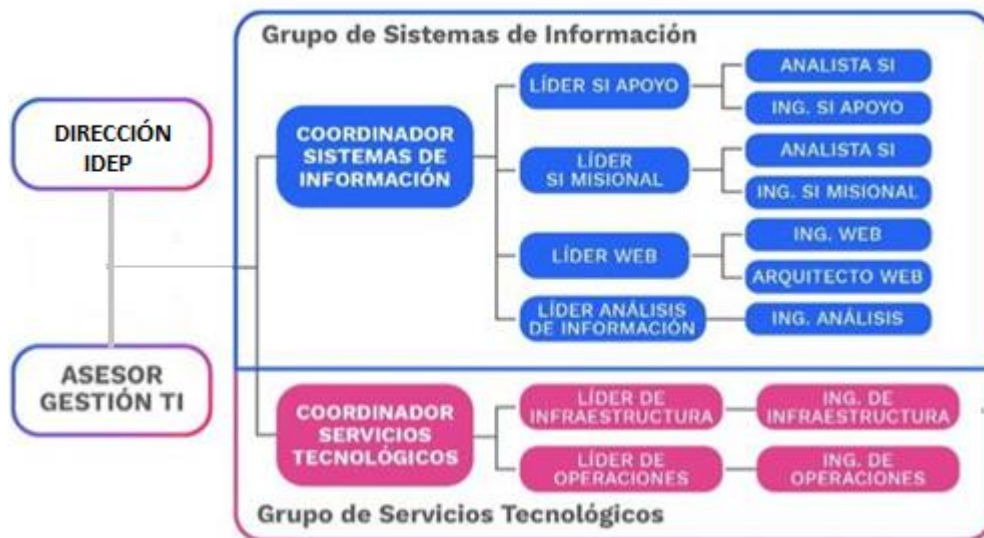 Grupo de Sistemas de Información
DIRECCIÓN
IDEP
ASESOR
GESTIÓN TI
COORDINADOR
SISTEMAS DE
INFORMACIÓN
LÍDER SI APOYO
ANALISTA SI
ING. SI APOYO
LÍDER
SI MISIONAL
ANALISTA SI
ING. SI MISIONAL
LÍDER WEB
ING. WEB
ARQUITECTO WEB
LÍDER ANÁLISIS
DE INFORMACIÓN
ING. ANÁLISIS
COORDINADOR
SERVICIOS
TECNOLÓGICOS
LÍDER DE
INFRAESTRUCTURA
ING. DE
INFRAESTRUCTURA
LÍDER DE
OPERACIONES
ING. DE
OPERACIONES
Grupo de Servicios Tecnológicos